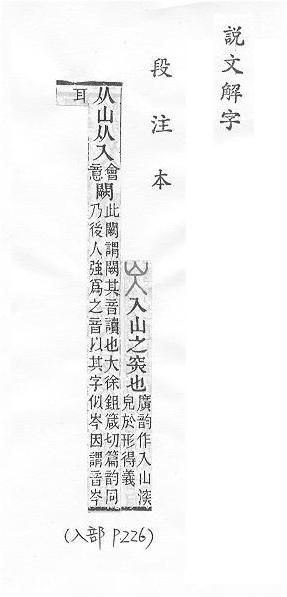 説文解字
段注本
入山之𥥍也
廣韵作入山深
皃於形得義
从山从入會意闕
此闕謂闕其音讀也大徐鉏箴切篇韵同
乃後人強爲之音以其字似岑因謂音岑
耳
(入部 P.226)